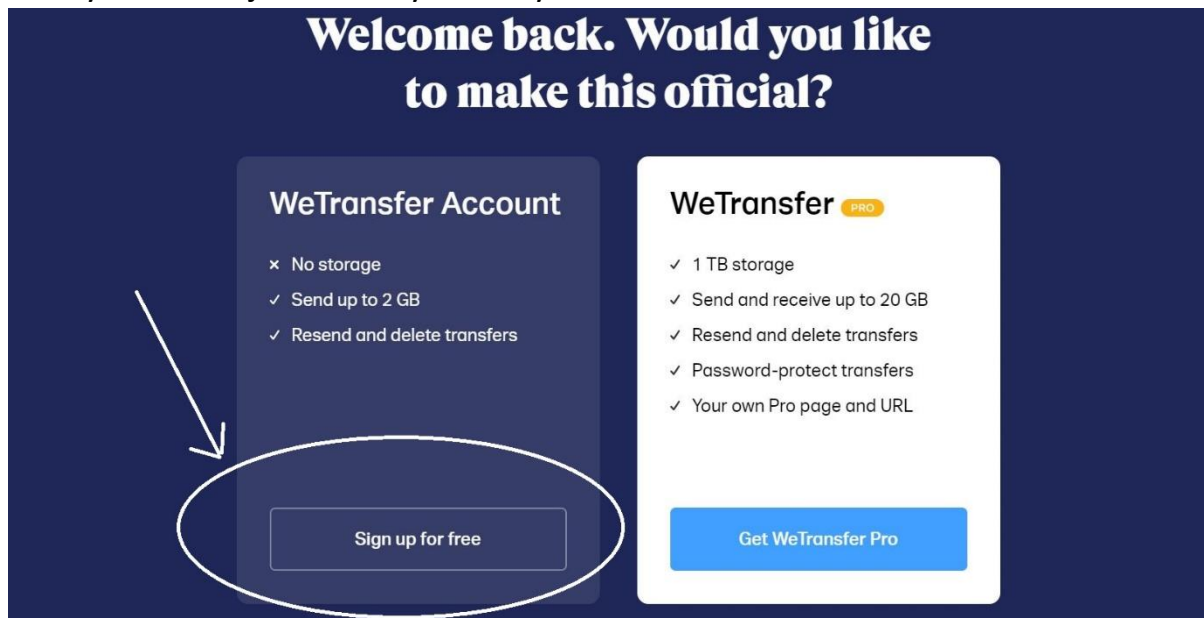 Welcome back. Would you like
to make this official?
WeTransfer Account
× No storage
✓ Send up to 2 GB
✓ Resend and delete transfers
Sign up for free
WeTransfer PRO
✓ 1 TB storage
✓ Send and receive up to 20 GB
✓ Resend and delete transfers
✓ Password-protect transfers
✓ Your own Pro page and URL
Get WeTransfer Pro